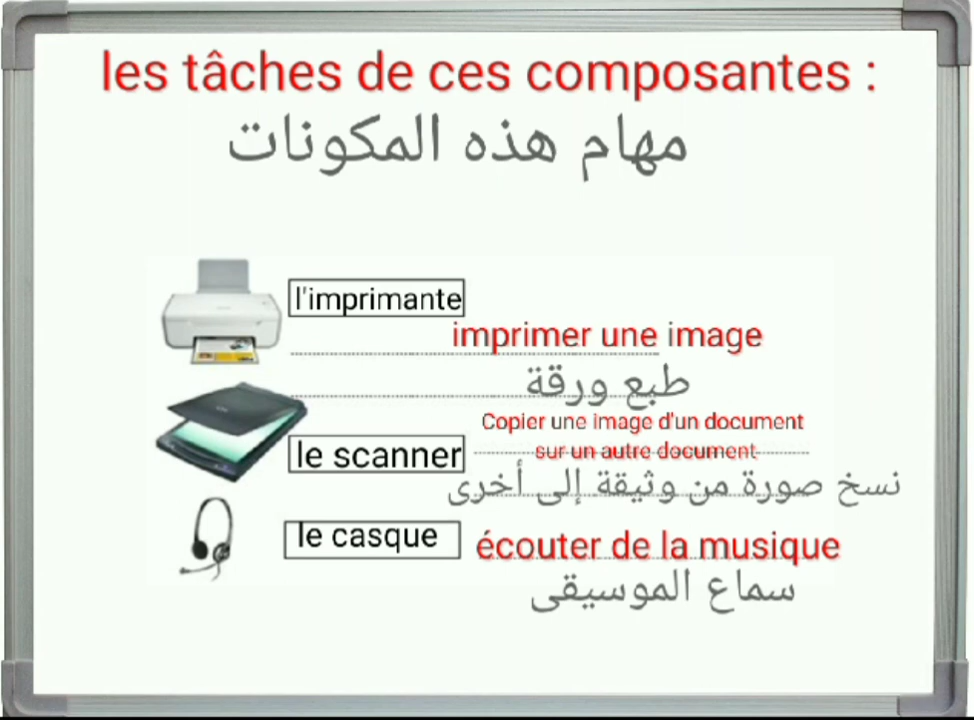 les tâches de ces composantes :
مهام هذه المكونات
l'imprimante
imprimer une image
طبع ورقة
Copier une image d'un document
sur un autre document
le scanner
نسخ صورة من وثيقة إلى أخرى
le casque
écouter de la musique
سماع الموسيقى